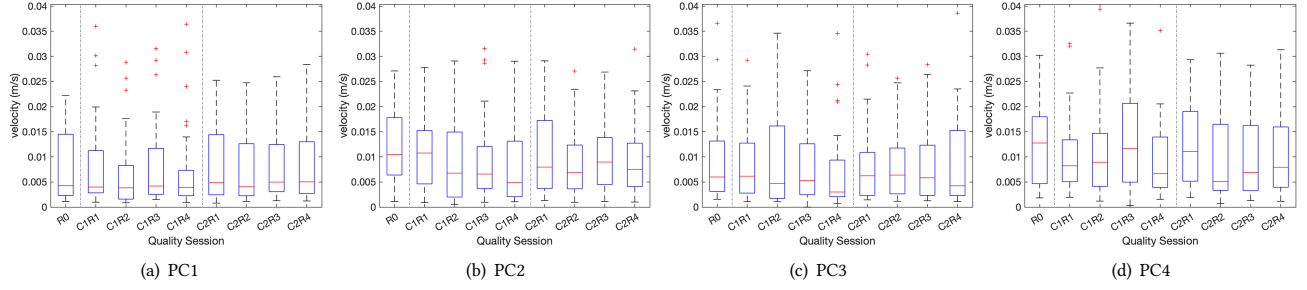 0.04
0.035
0.03
0.025
0.02
0.015
0.01
0.005
0
velocity (m/s)
R0 C1R1 C1R2 C1R3 C1R4 C2R1 C2R2 C2R3 C2R4
Quality Session
(a) PC1
0.04
0.035
0.03
0.025
0.02
0.015
0.01
0.005
0
velocity (m/s)
R0 C1R1 C1R2 C1R3 C1R4 C2R1 C2R2 C2R3 C2R4
Quality Session
(b) PC2
0.04
0.035
0.03
0.025
0.02
0.015
0.01
0.005
0
velocity (m/s)
R0 C1R1 C1R2 C1R3 C1R4 C2R1 C2R2 C2R3 C2R4
Quality Session
(c) PC3
0.04
0.035
0.03
0.025
0.02
0.015
0.01
0.005
0
velocity (m/s)
R0 C1R1 C1R2 C1R3 C1R4 C2R1 C2R2 C2R3 C2R4
Quality Session
(d) PC4